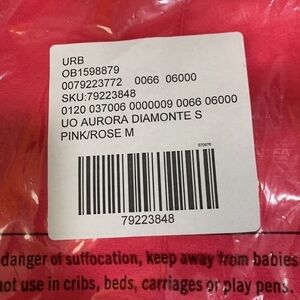 URB
OB1598879
0079223772 0066 06000
SKU:79223848
0120 037006 0000009 0066 06000
UO AURORA DIAMONTE S
PINK/ROSE M
79223848
danger of suffocation, keep away from babies
not use in cribs, beds, carriages or play pens.